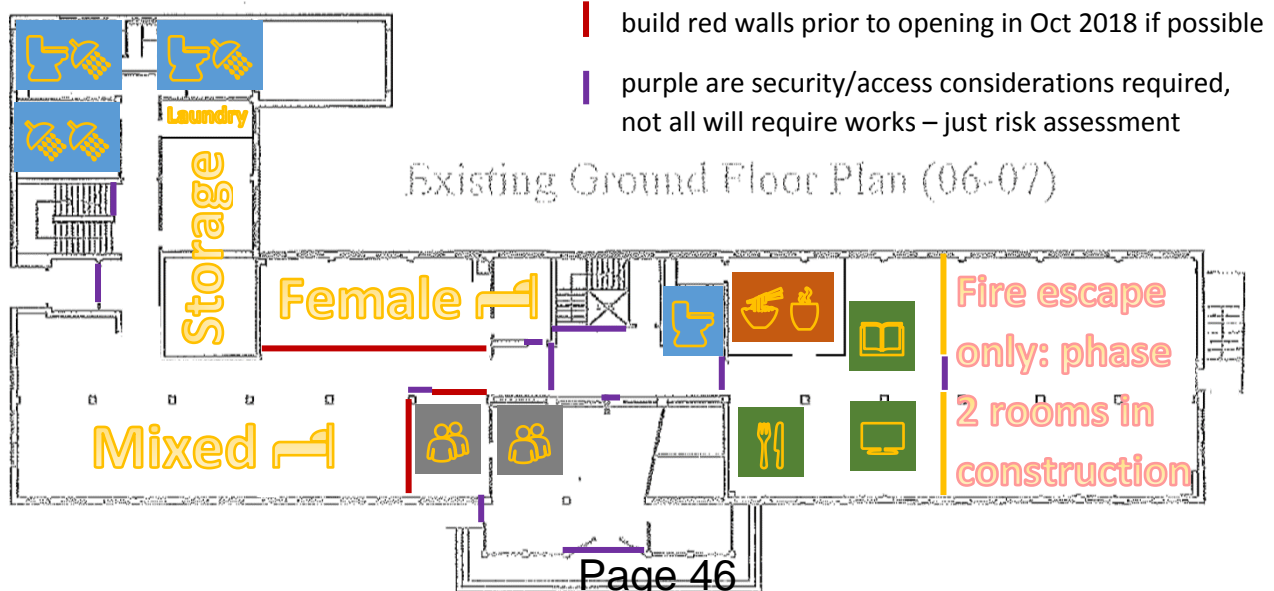 build red walls prior to opening in Oct 2018 if possible
purple are security/access considerations required,
not all will require works – just risk assessment
Laundry
Existing Ground Floor Plan (06-07)
Storage
Female
Fire escape
only: phase
2 rooms in
construction
Mixed
Page 46